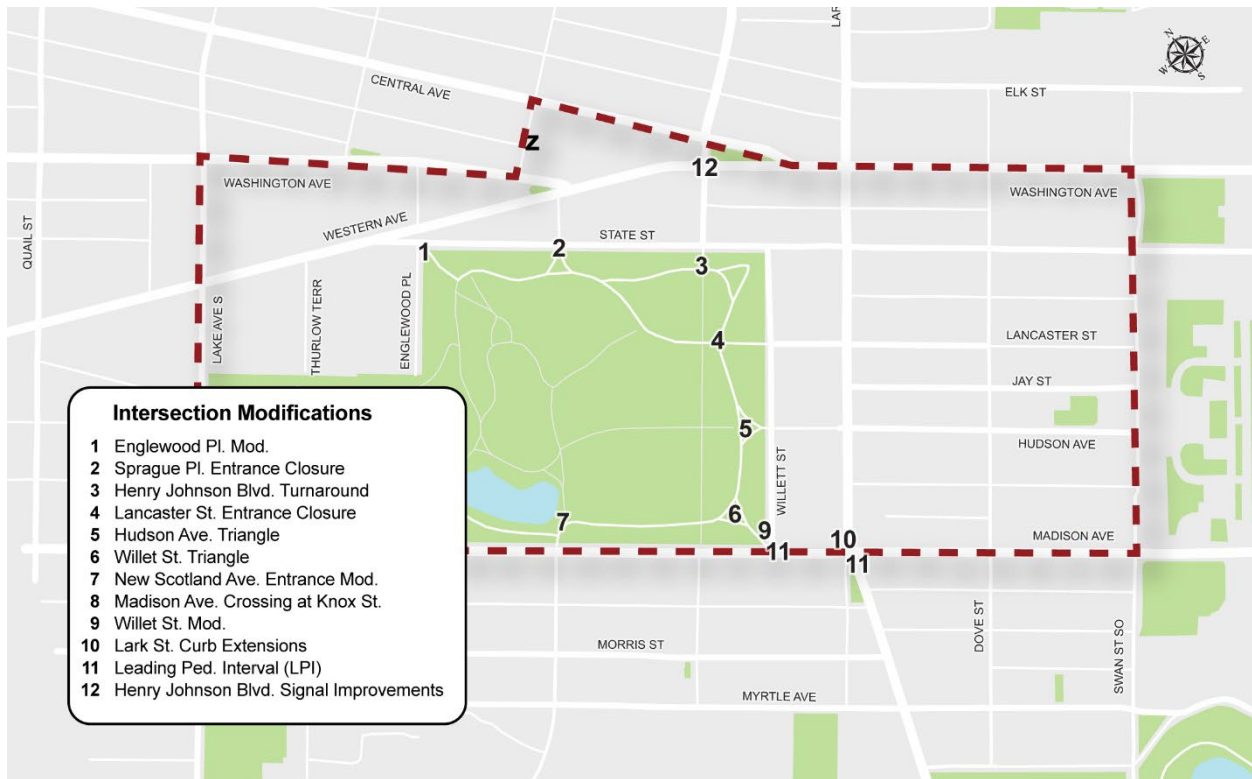 LAR
N
E
W
S
CENTRAL AVE
ELK ST
z
12
WASHINGTON AVE
WASHINGTON AVE
WESTERN AVE
STATE ST
QUAIL ST
1
2
3
LAKE AVE S
THURLOW TERR
ENGLEWOOD PL
4
LANCASTER ST
JAY ST
5
HUDSON AVE
WILLETT ST
6
7
9
10
MADISON AVE
11
11
MORRIS ST
DOVE ST
SWAN ST SO
MYRTLE AVE
Intersection Modifications
1 Englewood Pl. Mod.
2 Sprague Pl. Entrance Closure
3 Henry Johnson Blvd. Turnaround
4 Lancaster St. Entrance Closure
5 Hudson Ave. Triangle
6 Willet St. Triangle
7 New Scotland Ave. Entrance Mod.
8 Madison Ave. Crossing at Knox St.
9 Willet St. Mod.
10 Lark St. Curb Extensions
11 Leading Ped. Interval (LPI)
12 Henry Johnson Blvd. Signal Improvements